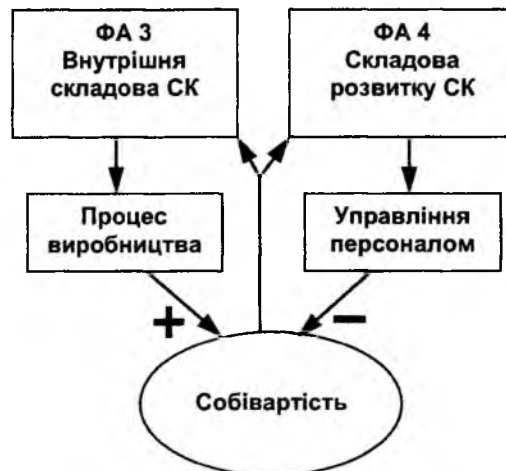 ФА 3
Внутрішня
складова СК
ФА 4
Складова
розвитку СК
Процес
виробництва
Управління
персоналом
+
−
Собівартість